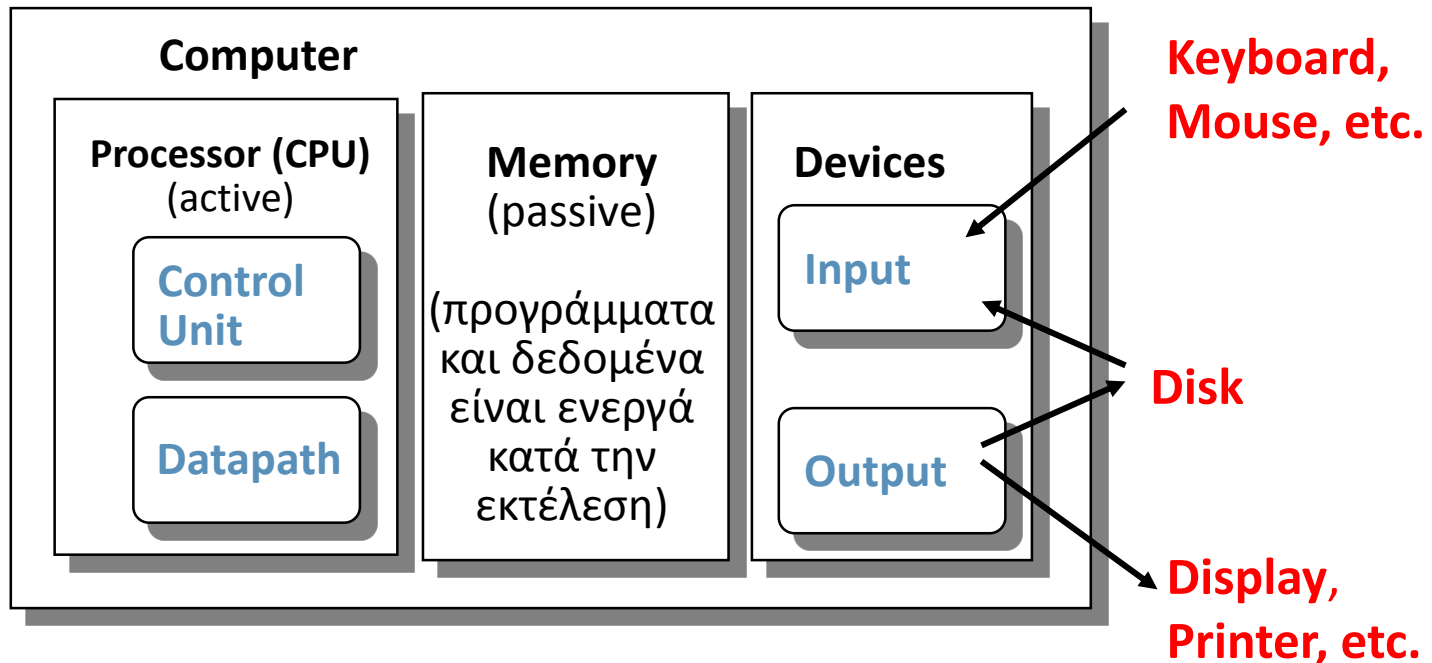 Computer
Processor (CPU)
(active)
Control
Unit
Datapath
Memory
(passive)
(προγράμματα
και δεδομένα
είναι ενεργά
κατά την
εκτέλεση)
Devices
Input
Output
Keyboard,
Mouse, etc.
Disk
Display,
Printer, etc.